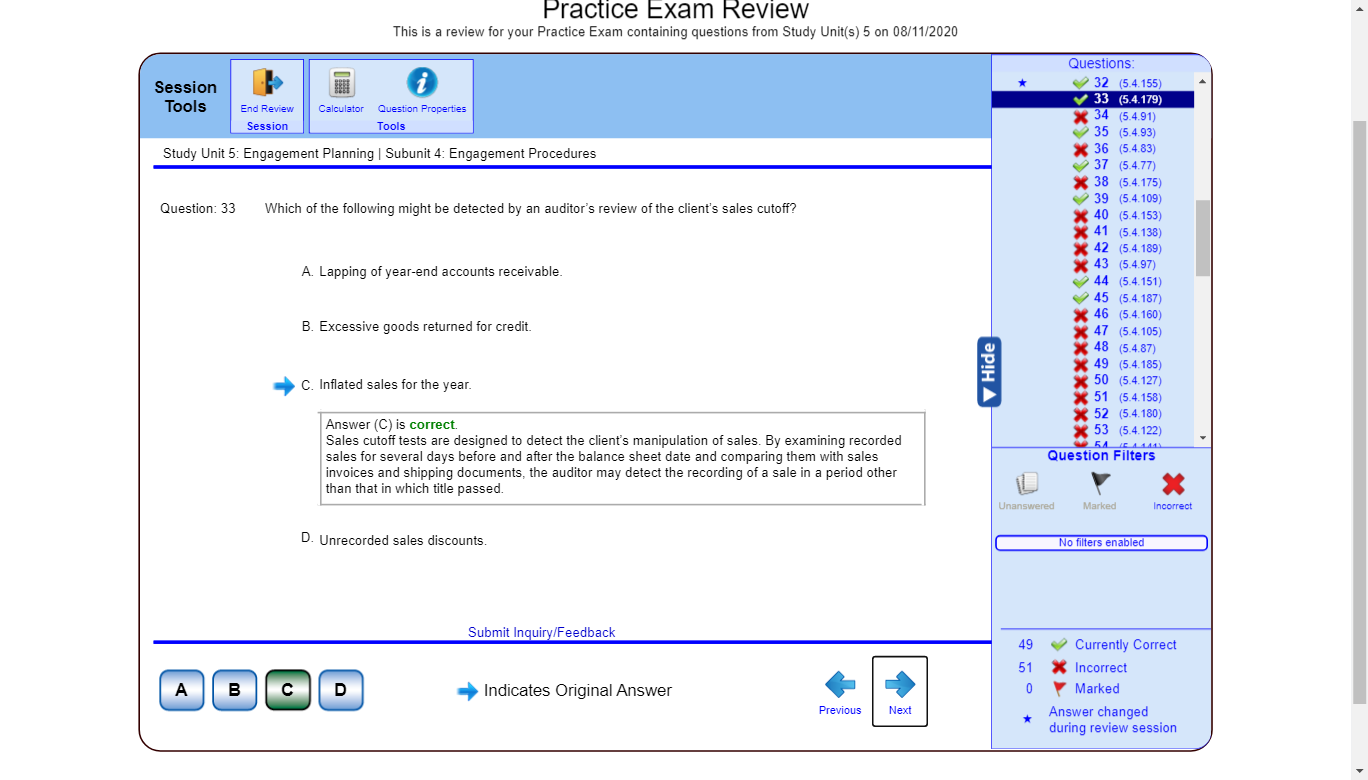 Practice Exam Review
This is a review for your Practice Exam containing questions from Study Unit(s) 5 on 08/11/2020
Session Tools
End Review
Session
Calculator
Question Properties
Tools
Study Unit 5: Engagement Planning | Subunit 4: Engagement Procedures
Question: 33 Which of the following might be detected by an auditor's review of the client's sales cutoff?
A. Lapping of year-end accounts receivable.
B. Excessive goods returned for credit.
C. Inflated sales for the year.
Answer (C) is correct.
Sales cutoff tests are designed to detect the client's manipulation of sales. By examining recorded
sales for several days before and after the balance sheet date and comparing them with sales
invoices and shipping documents, the auditor may detect the recording of a sale in a period other
than that in which title passed.
D. Unrecorded sales discounts.
Submit Inquiry/Feedback
A B C D
Indicates Original Answer
Previous
Next
Hide
Questions:
32 (5.4.155)
33 (5.4.179)
34 (5.4.91)
35 (5.4.93)
36 (5.4.83)
37 (5.4.77)
38 (5.4.175)
39 (5.4.109)
40 (5.4.153)
41 (5.4.138)
42 (5.4.189)
43 (5.4.97)
44 (5.4.151)
45 (5.4.187)
46 (5.4.160)
47 (5.4.105)
48 (5.4.87)
49 (5.4.185)
50 (5.4.127)
51 (5.4.158)
52 (5.4.180)
53 (5.4.122)
54 (5.4.141)
Question Filters
Unanswered
Marked
Incorrect
No filters enabled
49 Currently Correct
51 Incorrect
0 Marked
Answer changed
during review session